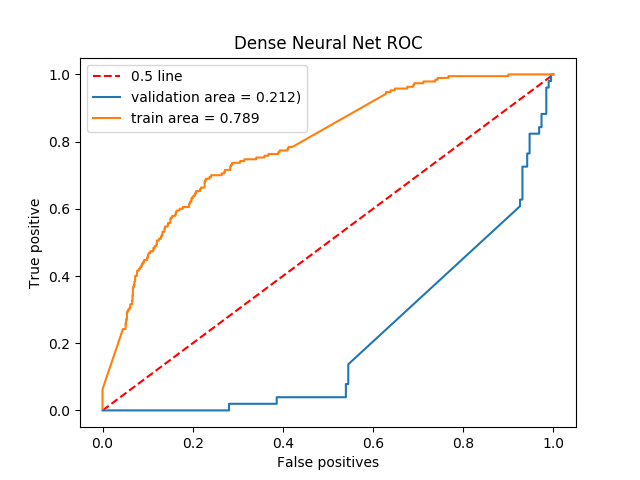 Dense Neural Net ROC
0.5 line
validation area = 0.212)
train area = 0.789
1.0
0.8
0.6
0.4
0.2
0.0
True positive
0.0 0.2 0.4 0.6 0.8 1.0
False positives